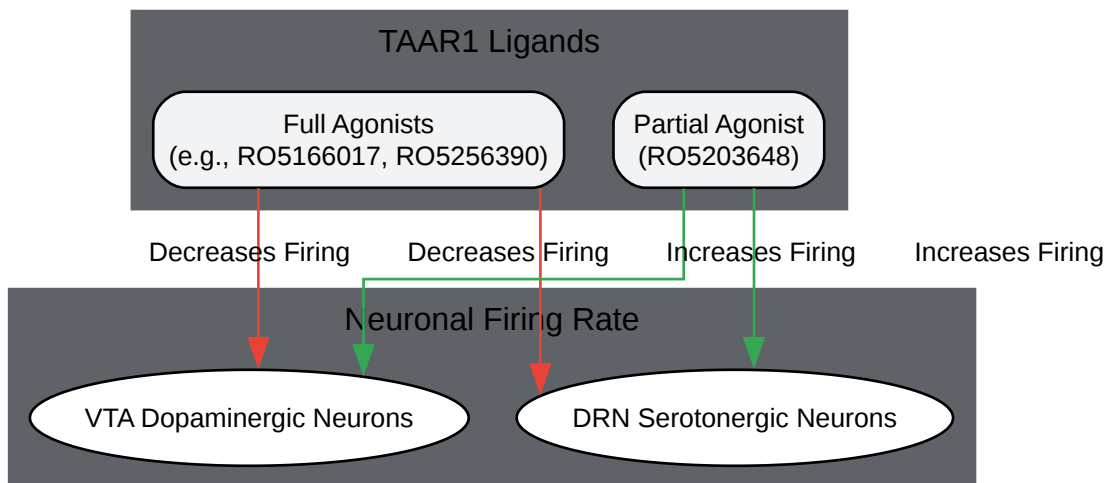 TAAR1 Ligands
Full Agonists
(e.g., RO5166017, RO5256390)
Partial Agonist
(RO5203648)
Decreases Firing
Decreases Firing
Increases Firing
Increases Firing
Neuronal Firing Rate
VTA Dopaminergic Neurons
DRN Serotonergic Neurons